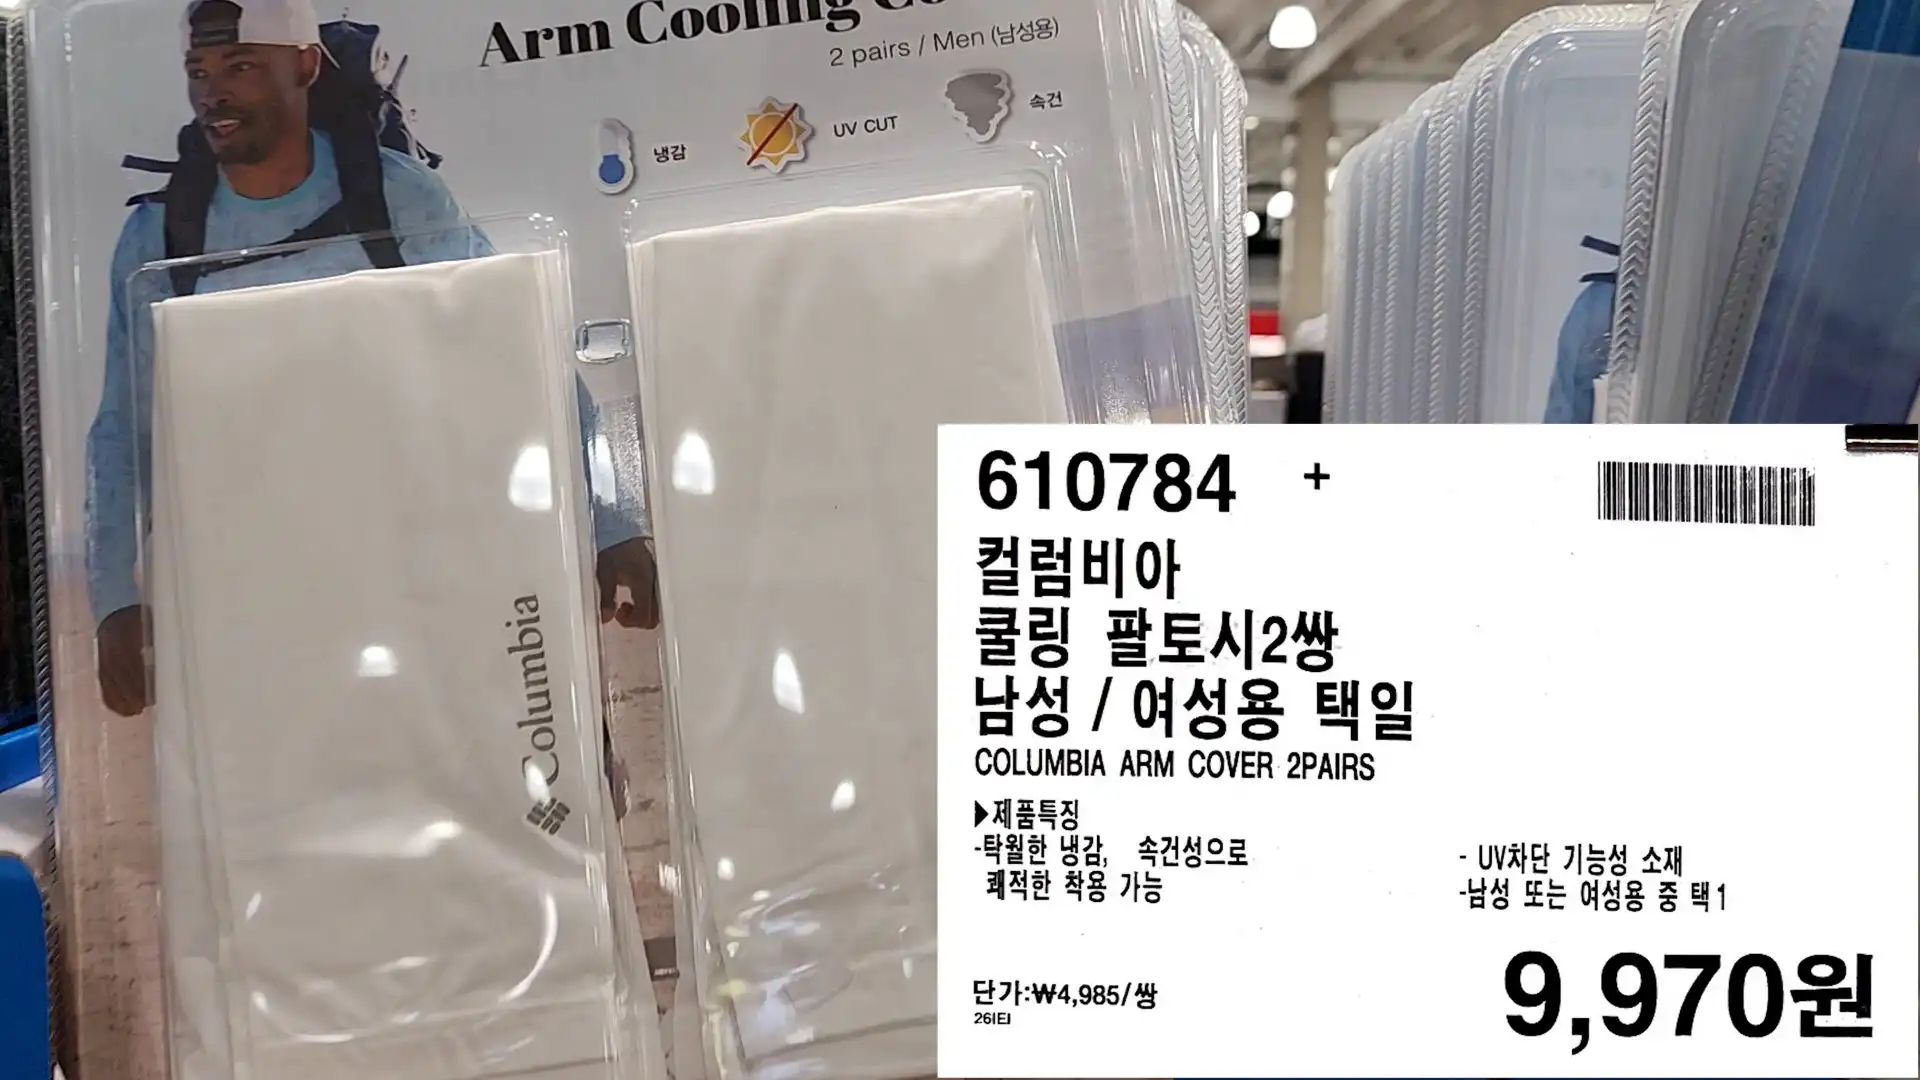 Arm Cooling
2 pairs / Men (남성용)
냉감
UV CUT
속건
Columbia
610784 +
컬럼비아
쿨링 팔토시2쌍
남성 / 여성용 택일
COLUMBIA ARM COVER 2PAIRS
▶제품특징
-탁월한 냉감, 속건성으로
쾌적한 착용 가능
- UV차단 기능성 소재
-남성 또는 여성용 중 택1
단가:₩4,985/쌍
9,970원